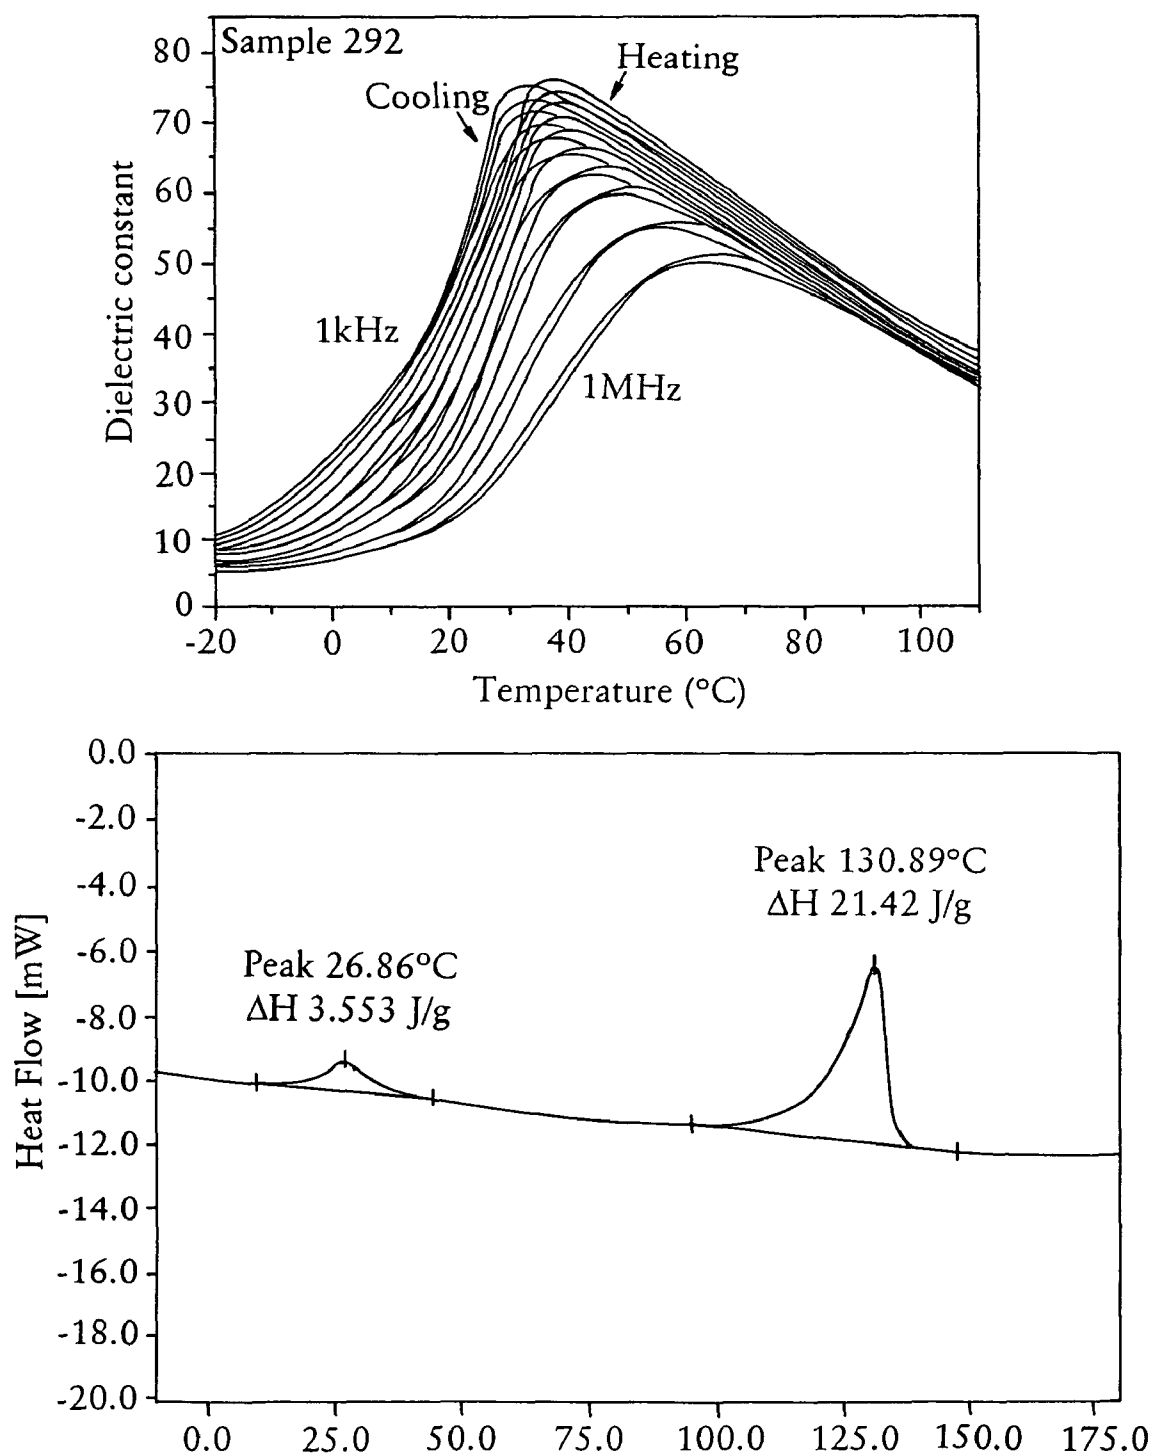 Sample 292
Heating
Cooling
1kHz
1MHz
Dielectric constant
80
70
60
50
40
30
20
10
0
-20 0 20 40 60 80 100
Temperature (°C)
Heat Flow [mW]
0.0
-2.0
-4.0
-6.0
-8.0
-10.0
-12.0
-14.0
-16.0
-18.0
-20.0
Peak 130.89°C
ΔH 21.42 J/g
Peak 26.86°C
ΔH 3.553 J/g
0.0 25.0 50.0 75.0 100.0 125.0 150.0 175.0